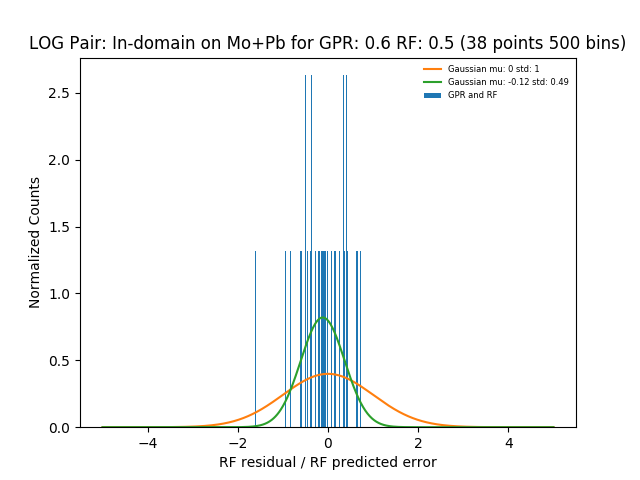 LOG Pair: In-domain on Mo+Pb for GPR: 0.6 RF: 0.5 (38 points 500 bins)
Gaussian mu: 0 std: 1
Gaussian mu: -0.12 std: 0.49
GPR and RF
Normalized Counts
2.5
2.0
1.5
1.0
0.5
0.0
−4
−2
0
2
4
RF residual / RF predicted error